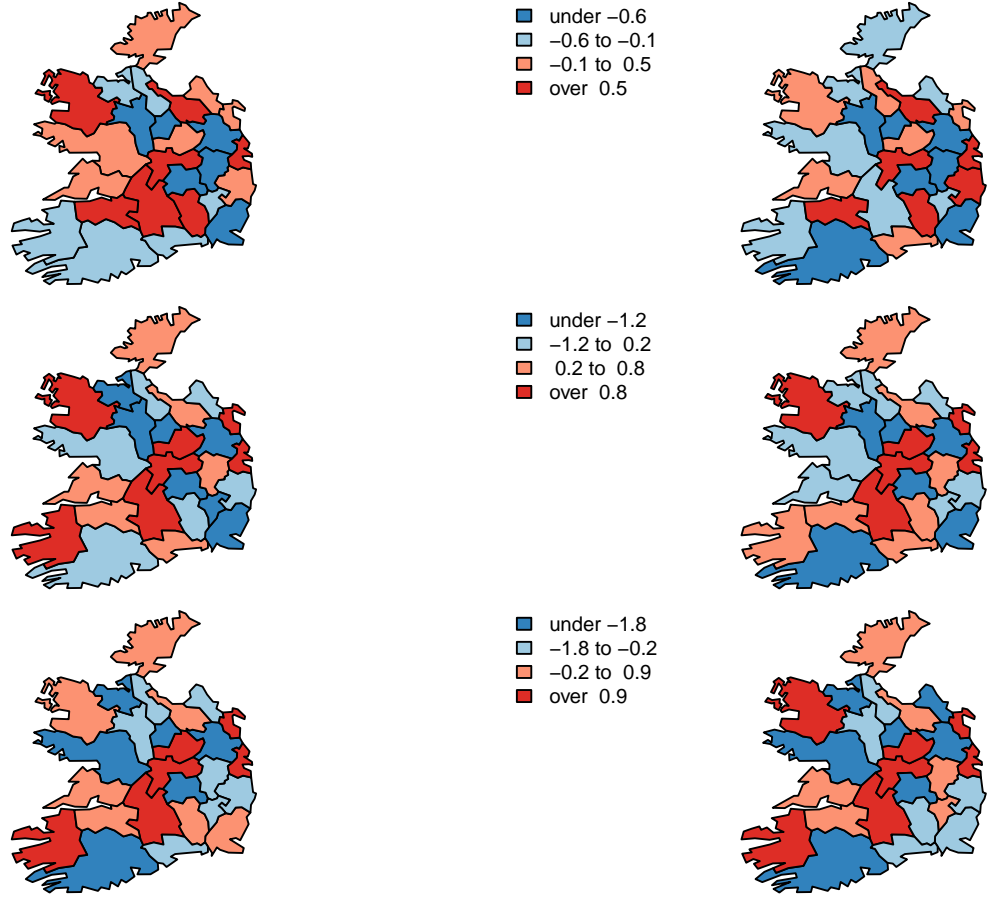 under −0.6
−0.6 to −0.1
−0.1 to 0.5
over 0.5
under −1.2
−1.2 to 0.2
0.2 to 0.8
over 0.8
under −1.8
−1.8 to −0.2
−0.2 to 0.9
over 0.9